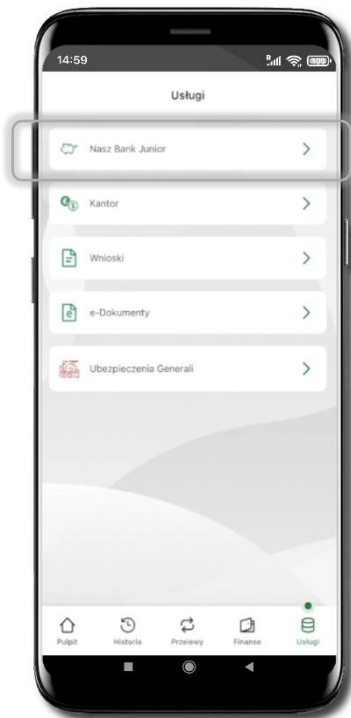 14:59
Usługi
Nasz Bank Junior
Kantor
Wnioski
e-Dokumenty
Ubezpieczenia Generali
Pulpit Historia Przelewy Finanse Usługi